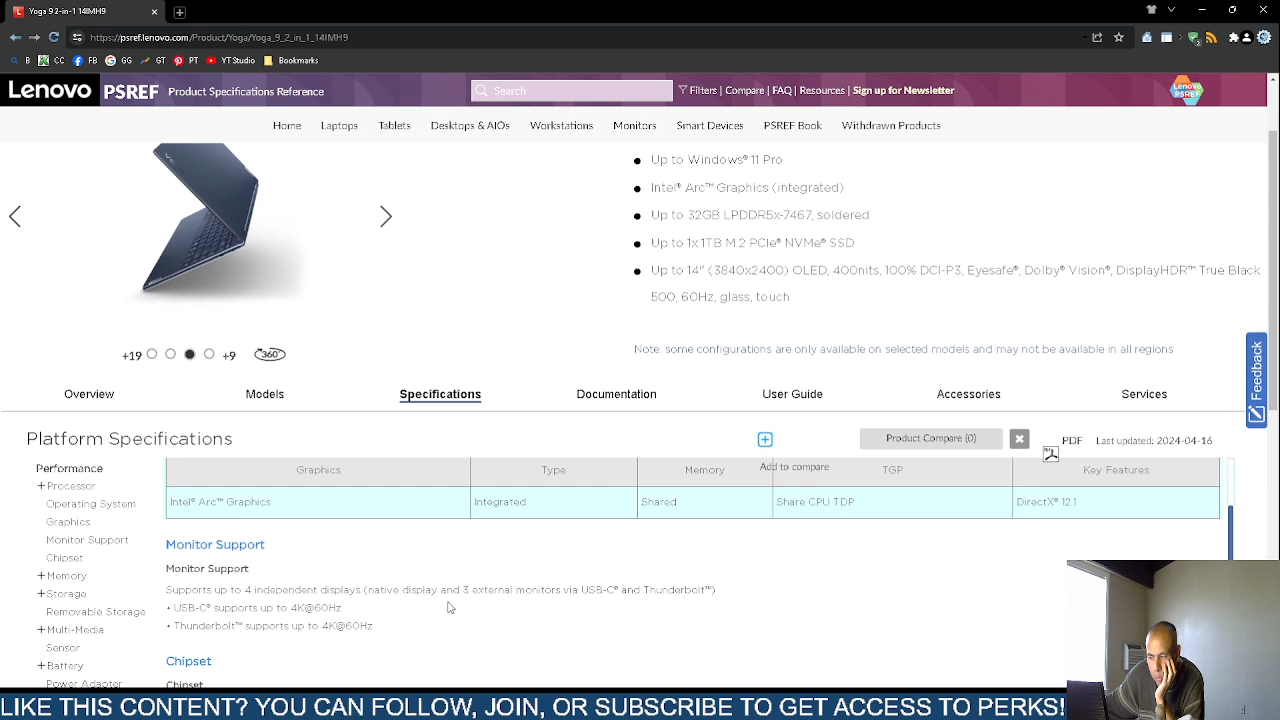 Yoga 9 2-in-1 14IMH9
https://psref.lenovo.com/Product/Yoga/Yoga_9_2_in_1_14IMH9
B CC FB GG GT PT YT Studio Bookmarks
Lenovo PSREF Product Specifications Reference
Search
Filters | Compare | FAQ | Resources | Sign up for Newsletter
Lenovo PSREF
Home Laptops Tablets Desktops & AIOs Workstations Monitors Smart Devices PSREF Book Withdrawn Products
Up to Windows® 11 Pro
Intel® Arc™ Graphics (integrated)
Up to 32GB LPDDR5x-7467, soldered
Up to 1x 1TB M.2 PCIe® NVMe® SSD
Up to 14" (3840x2400) OLED, 400nits, 100% DCI-P3, Eyesafe®, Dolby® Vision®, DisplayHDR™ True Black
500, 60Hz, glass, touch
Note: some configurations are only available on selected models and may not be available in all regions
+19 +9 360°
Feedback
Overview Models Specifications Documentation User Guide Accessories Services
Platform Specifications
Product Compare (0)
PDF Last updated: 2024-04-16
Add to compare
Performance
+Processor
Operating System
Graphics
Monitor Support
Chipset
+Memory
+Storage
Removable Storage
+Multi-Media
Sensor
+Battery
Power Adapter
Graphics Type Memory TGP Key Features
Intel® Arc™ Graphics Integrated Shared Share CPU TDP DirectX® 12.1
Monitor Support
Monitor Support
Supports up to 4 independent displays (native display and 3 external monitors via USB-C® and Thunderbolt™)
• USB-C® supports up to 4K@60Hz
• Thunderbolt™ supports up to 4K@60Hz
Chipset
Chipset
LIKE THIS CONTENT? YOU CAN FOLLOW, JOIN, OR SUBSCRIBE TO GET ACCESS TO PERKS!